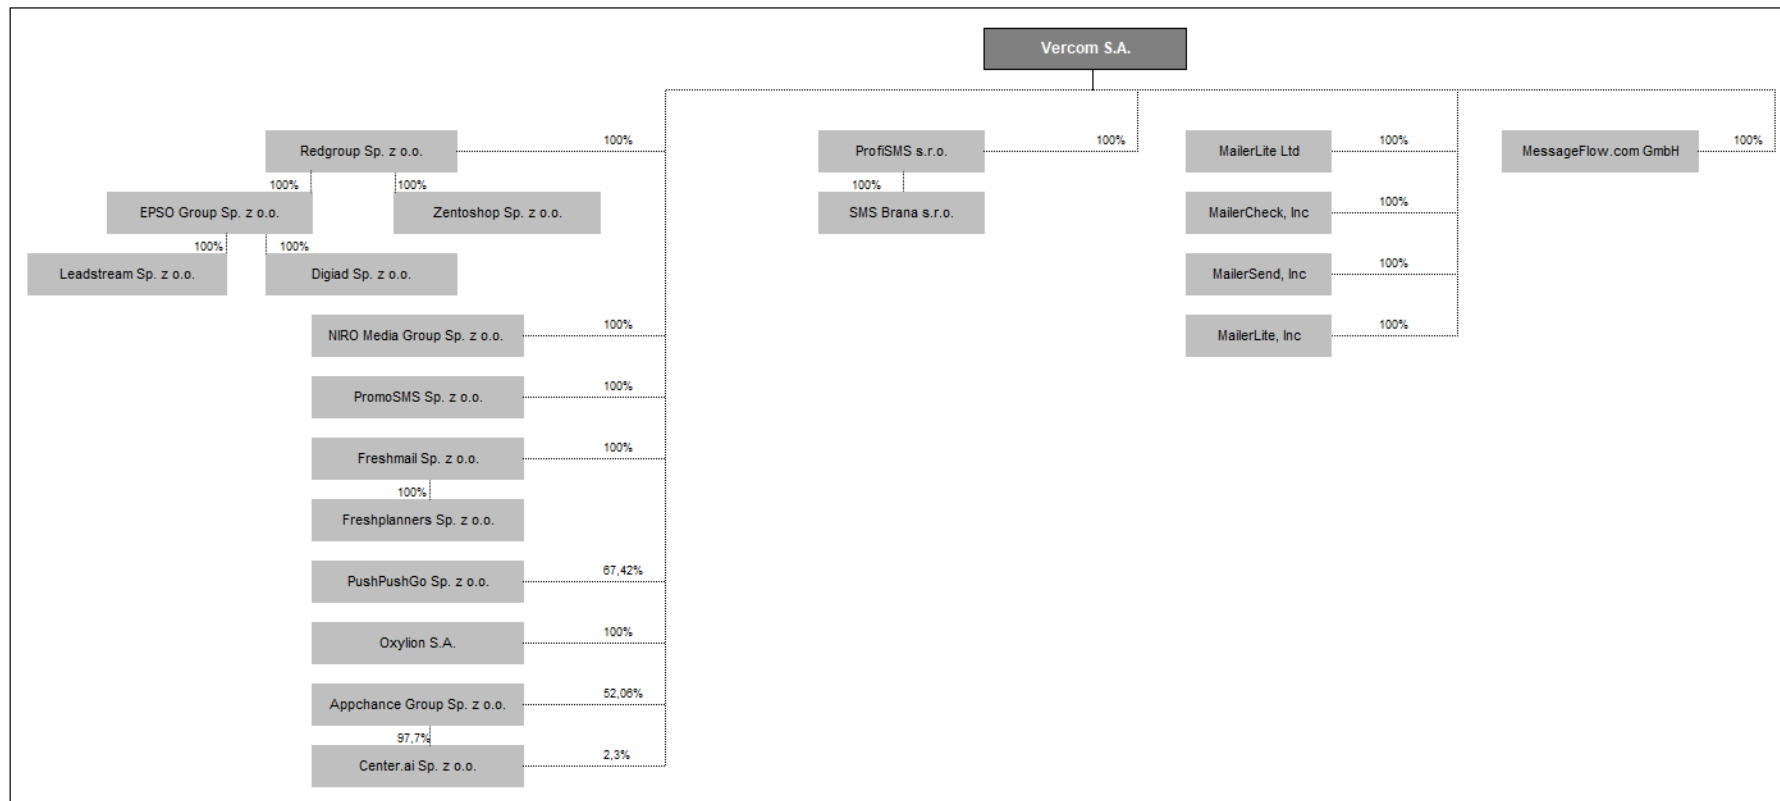 Vercom S.A.
Redgroup Sp. z o.o.
100%
ProfiSMS s.r.o.
100%
MailerLite Ltd
100%
MessageFlow.com GmbH
100%
100%
100%
100%
EPSO Group Sp. z o.o.
Zentoshop Sp. z o.o.
SMS Brana s.r.o.
MailerCheck, Inc
100%
100%
100%
Leadstream Sp. z o.o.
Digiad Sp. z o.o.
MailerSend, Inc
100%
NIRO Media Group Sp. z o.o.
100%
MailerLite, Inc
100%
PromoSMS Sp. z o.o.
100%
Freshmail Sp. z o.o.
100%
100%
Freshplanners Sp. z o.o.
PushPushGo Sp. z o.o.
67,42%
Oxylion S.A.
100%
Appchance Group Sp. z o.o.
52,06%
97,7%
Center.ai Sp. z o.o.
2,3%